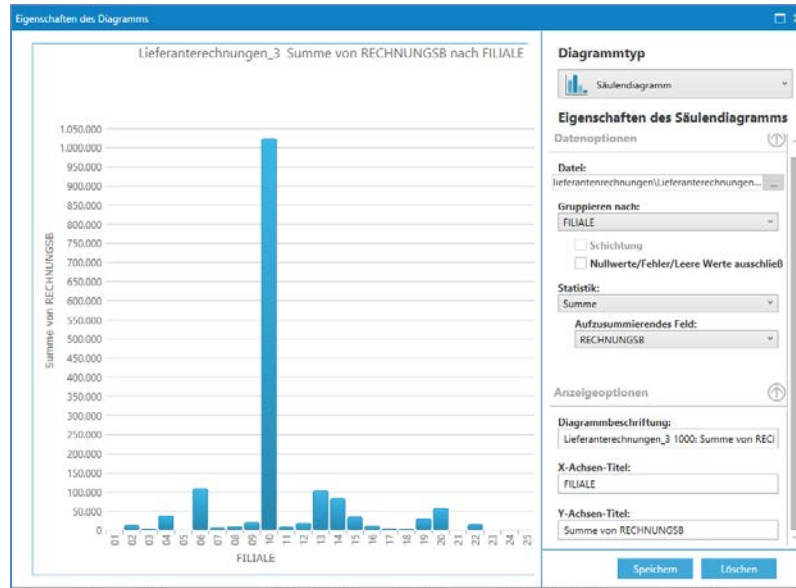 Eigenschaften des Diagramms
Lieferanterechnungen_3 Summe von RECHNUNGSB nach FILIALE
1.050.000
1.000.000
950.000
900.000
850.000
800.000
750.000
700.000
650.000
600.000
550.000
500.000
450.000
400.000
350.000
300.000
250.000
200.000
150.000
100.000
50.000
0
Summe von RECHNUNGSB
01 02 03 04 05 06 07 08 09 10 11 12 13 14 15 16 17 18 19 20 21 22 23 24 25
FILIALE
Diagrammtyp
Säulendiagramm
Eigenschaften des Säulendiagramms
Datenoptionen
Datei:
lieferantenrechnungen\Lieferanterechnungen... ...
Gruppieren nach:
FILIALE
Schichtung
Nullwerte/Fehler/Leere Werte ausschließ
Statistik:
Summe
Aufzusummierendes Feld:
RECHNUNGSB
Anzeigeoptionen
Diagrammbeschriftung:
Lieferanterechnungen_3 1000: Summe von RECI
X-Achsen-Titel:
FILIALE
Y-Achsen-Titel:
Summe von RECHNUNGSB
Speichern Löschen